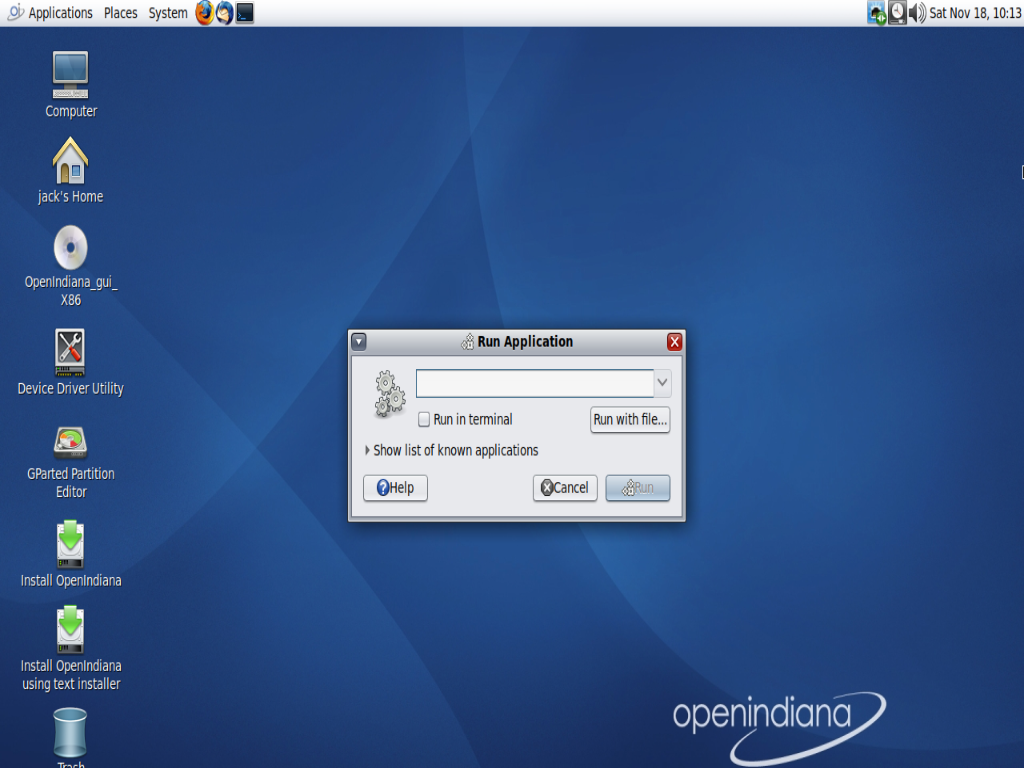 Applications Places System Sat Nov 18, 10:13
Computer
jack's Home
OpenIndiana_gui_
X86
Device Driver Utility
GParted Partition
Editor
Install OpenIndiana
Install OpenIndiana
using text installer
Trash
Run Application
Run in terminal
Run with file...
Show list of known applications
Help
Cancel
Run
openindiana